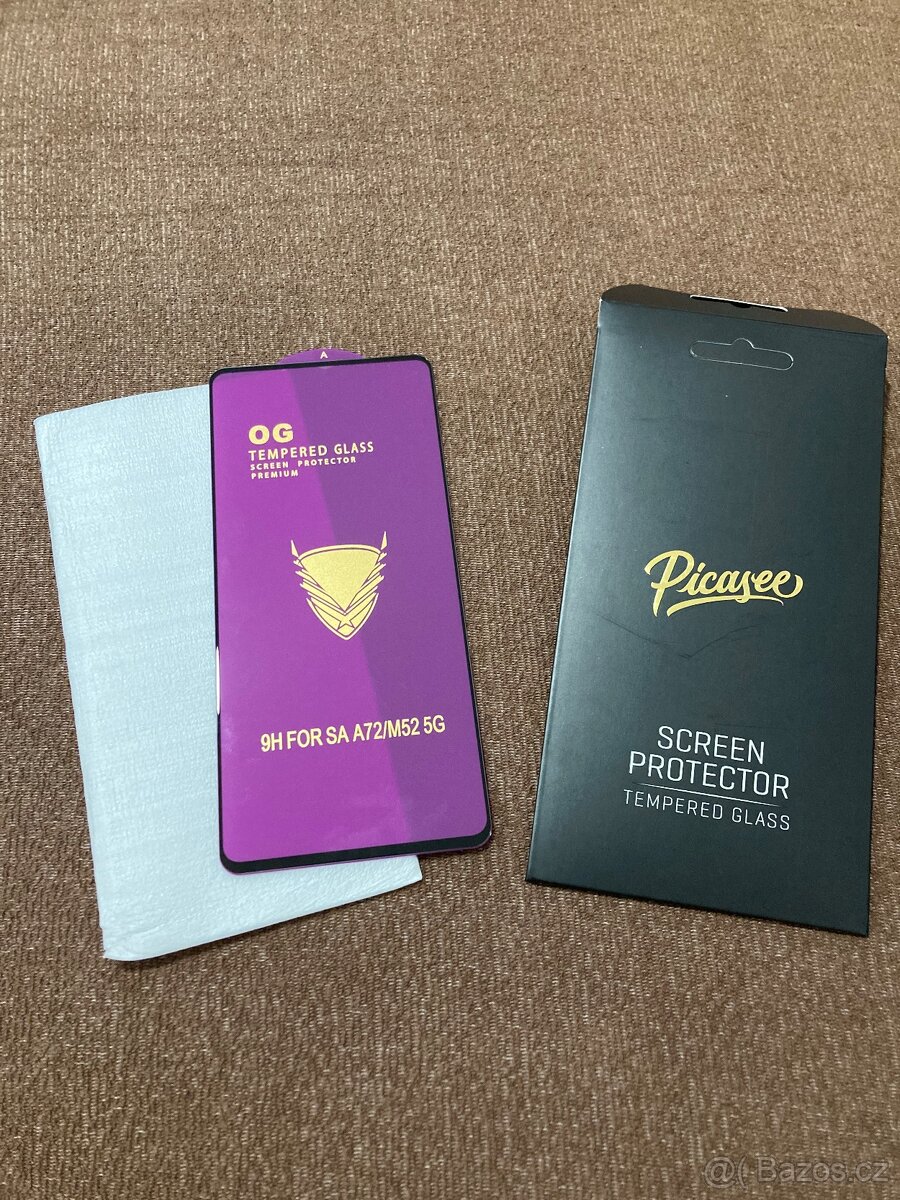 A
OG
TEMPERED GLASS
SCREEN PROTECTOR
PREMIUM
9H FOR SA A72/M52 5G
Picasee
SCREEN
PROTECTOR
TEMPERED GLASS
@( Bazos.cz